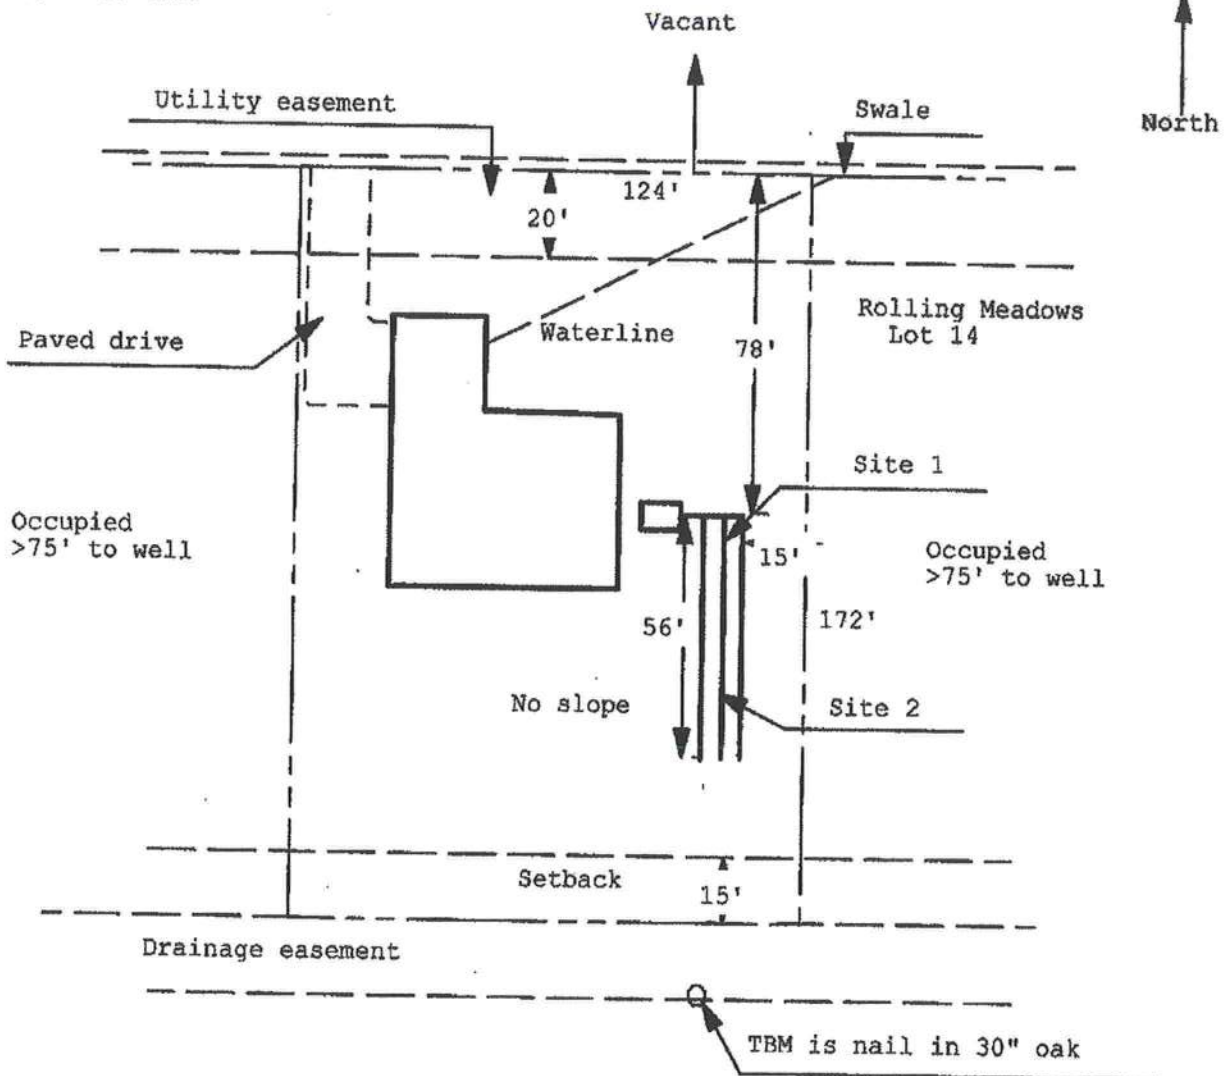 Vacant
Utility easement
Swale
North
124'
20'
Rolling Meadows
Lot 14
Paved drive
Waterline
78'
Site 1
Occupied
>75' to well
15'
Occupied
>75' to well
56'
172'
No slope
Site 2
Setback
15'
Drainage easement
TBM is nail in 30" oak